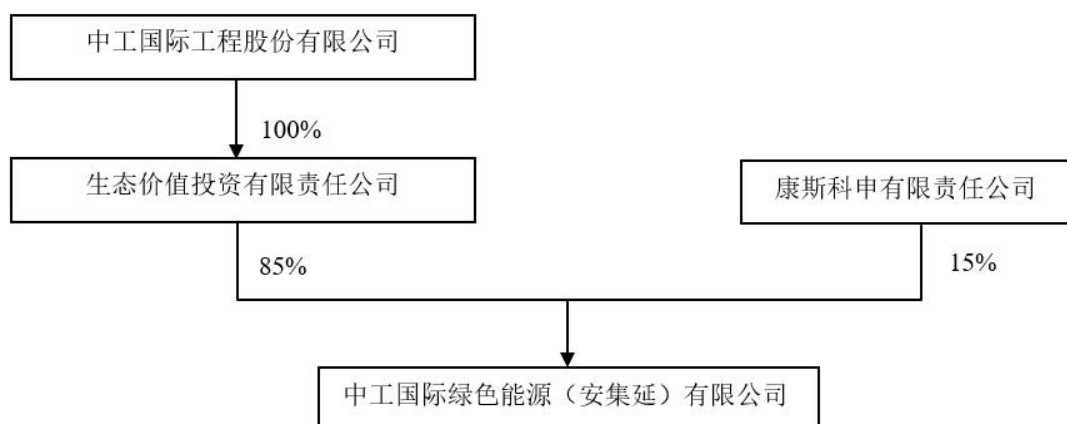 中工国际工程股份有限公司
100%
生态价值投资有限责任公司
康斯科申有限责任公司
85%
15%
中工国际绿色能源（安集延）有限公司